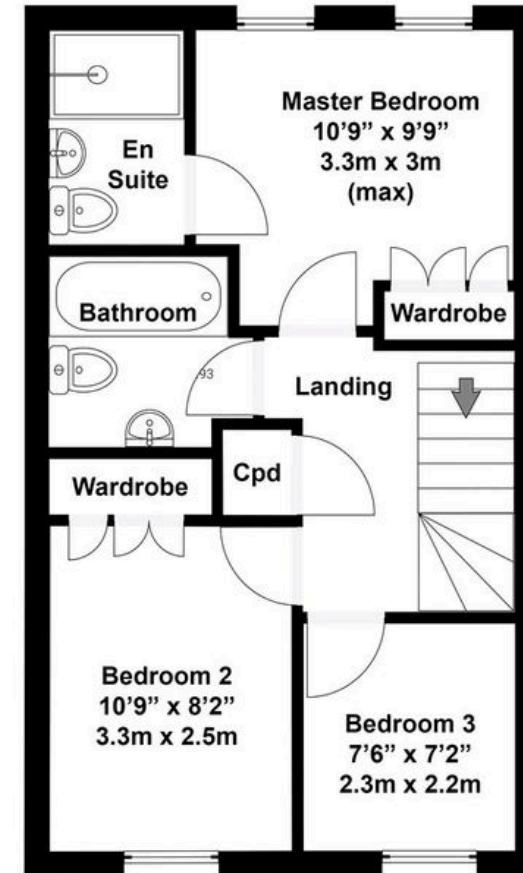 Master Bedroom
10’9” x 9’9”
3.3m x 3m
(max)
En
Suite
Wardrobe
Bathroom
93
Landing
Cpd
Wardrobe
Bedroom 2
10’9” x 8’2”
3.3m x 2.5m
Bedroom 3
7’6” x 7’2”
2.3m x 2.2m